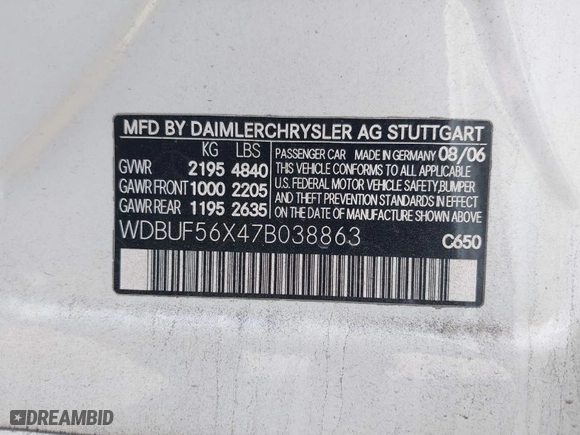 MFD BY DAIMLERCHRYSLER AG STUTTGART
KG LBS
GVWR 2195 4840
GAWR FRONT 1000 2205
GAWR REAR 1195 2635
PASSENGER CAR MADE IN GERMANY 08/06
THIS VEHICLE CONFORMS TO ALL APPLICABLE
U.S. FEDERAL MOTOR VEHICLE SAFETY, BUMPER
AND THEFT PREVENTION STANDARDS IN EFFECT
ON THE DATE OF MANUFACTURE SHOWN ABOVE.
WDBUF56X47B038863 C650
DREAMBID